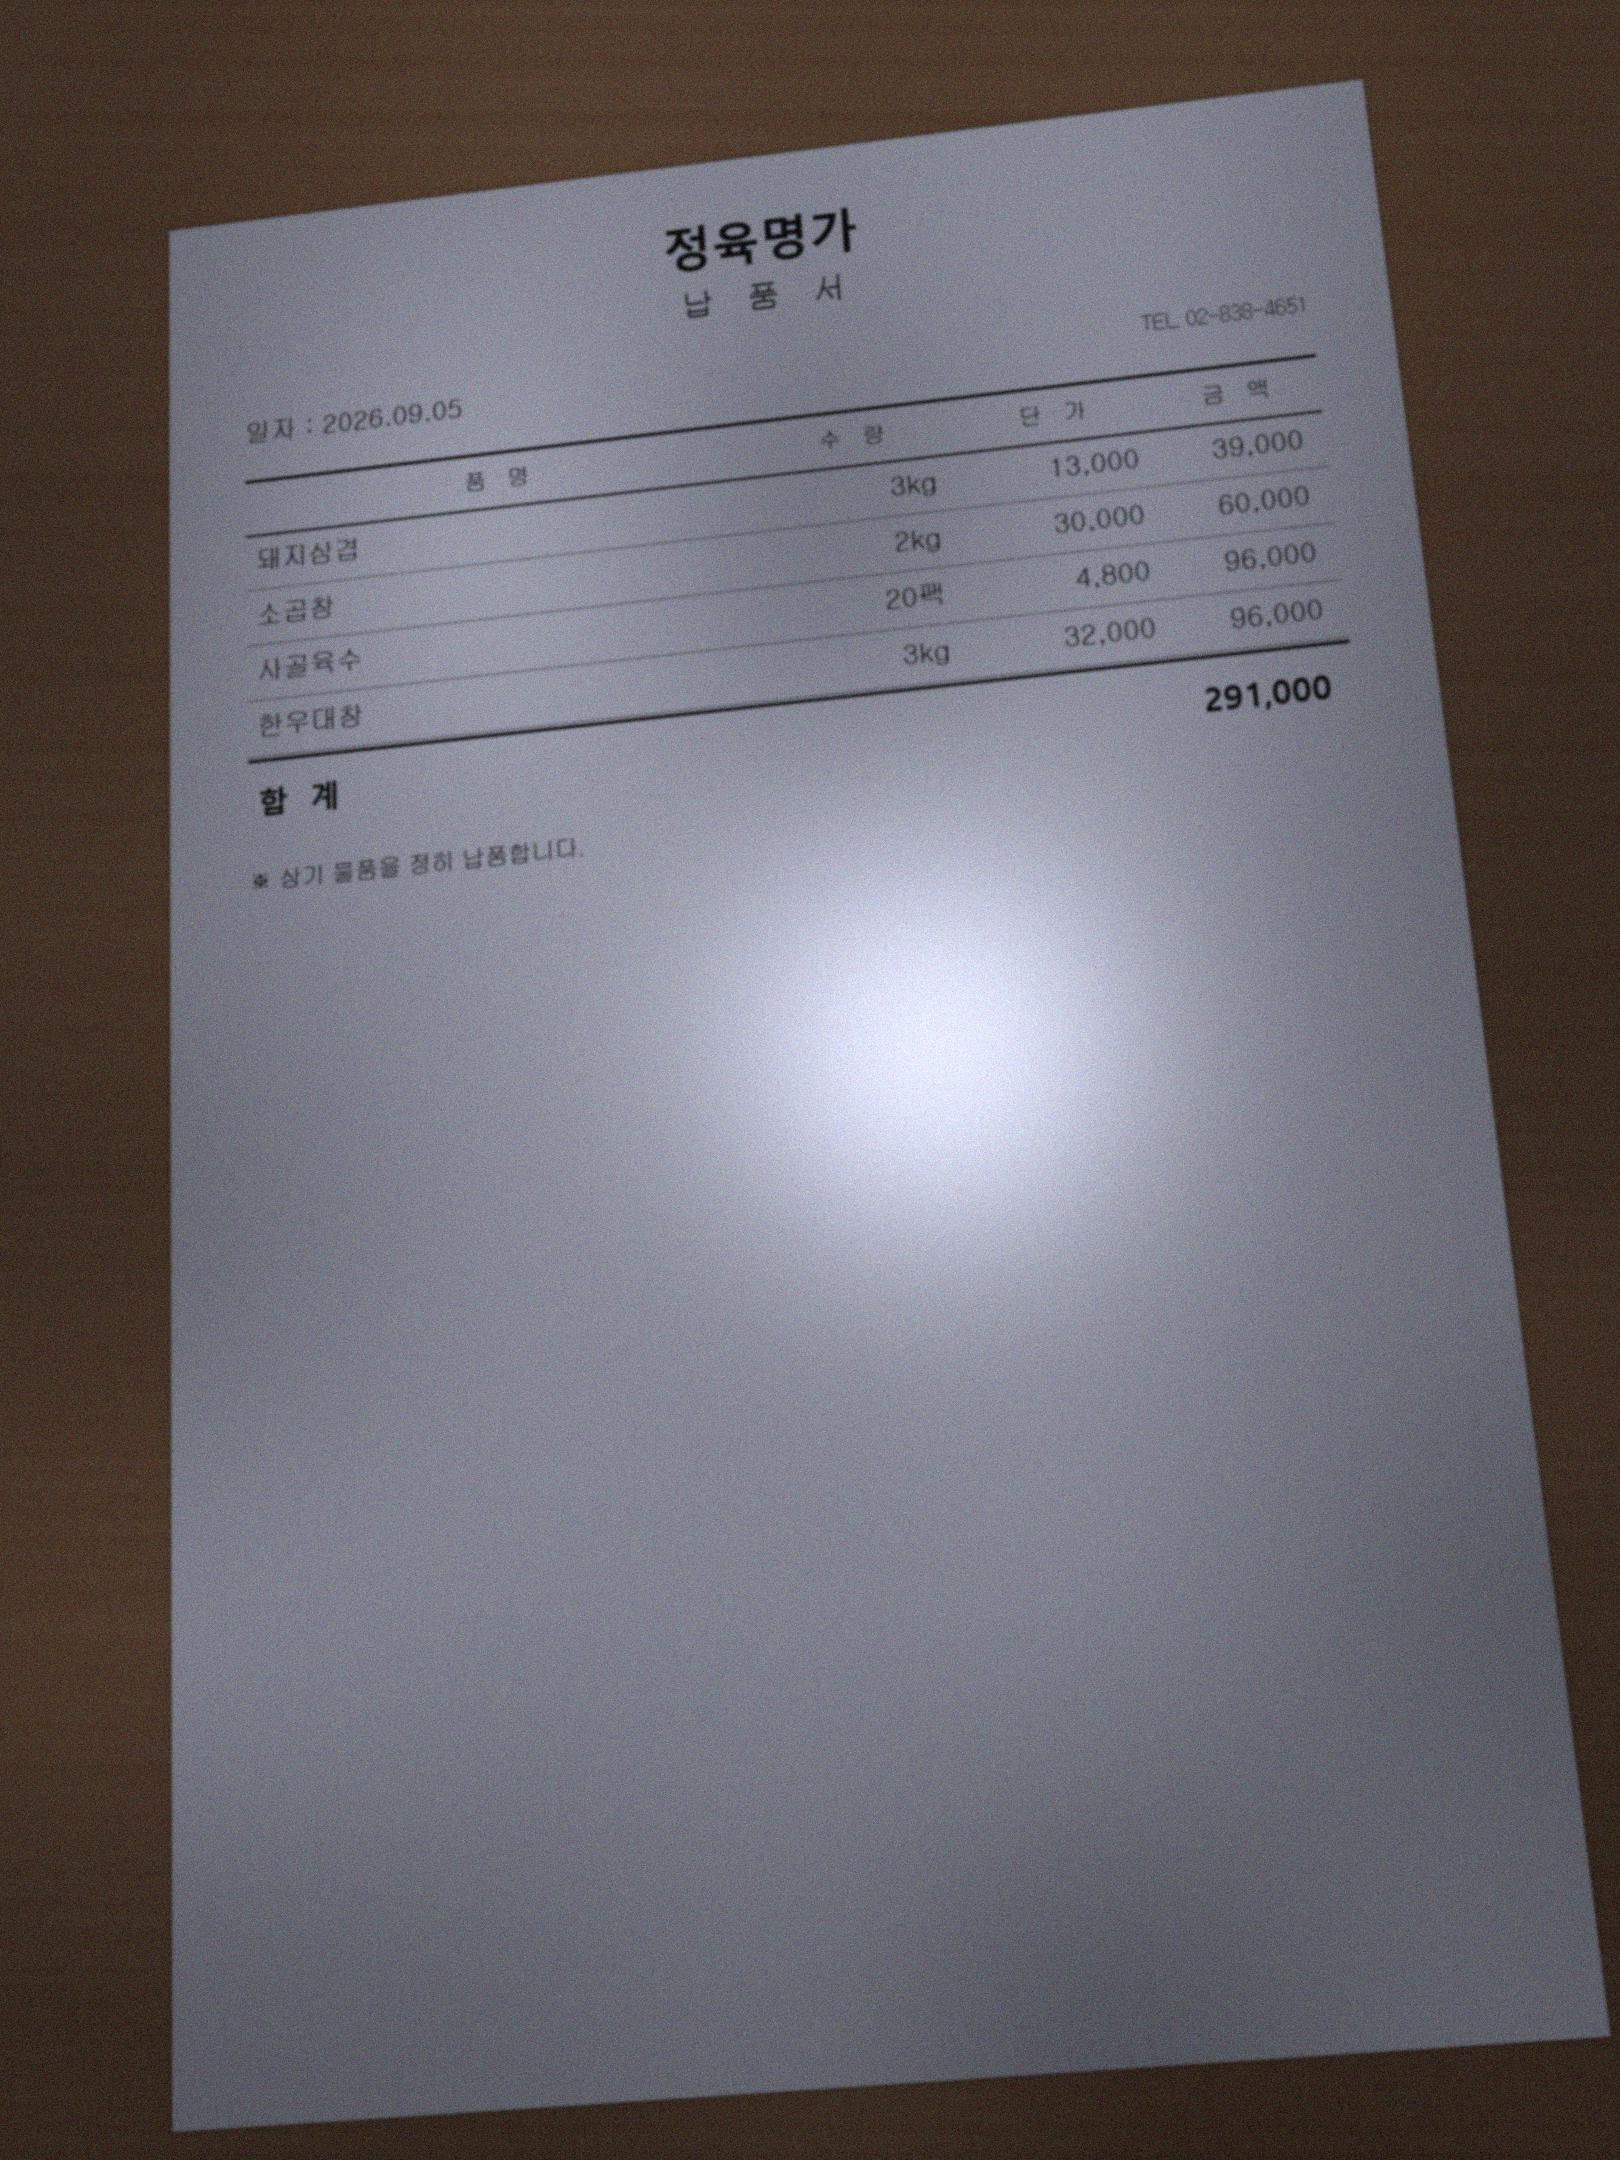 정육명가
납 품 서
TEL. 02-838-4651
일자 : 2026.09.05
품 명 수 량 단 가 금 액
돼지삼겹 3kg 13,000 39,000
소곱창 2kg 30,000 60,000
사골육수 20팩 4,800 96,000
한우대창 3kg 32,000 96,000
합 계 291,000
※ 상기 물품을 정히 납품합니다.